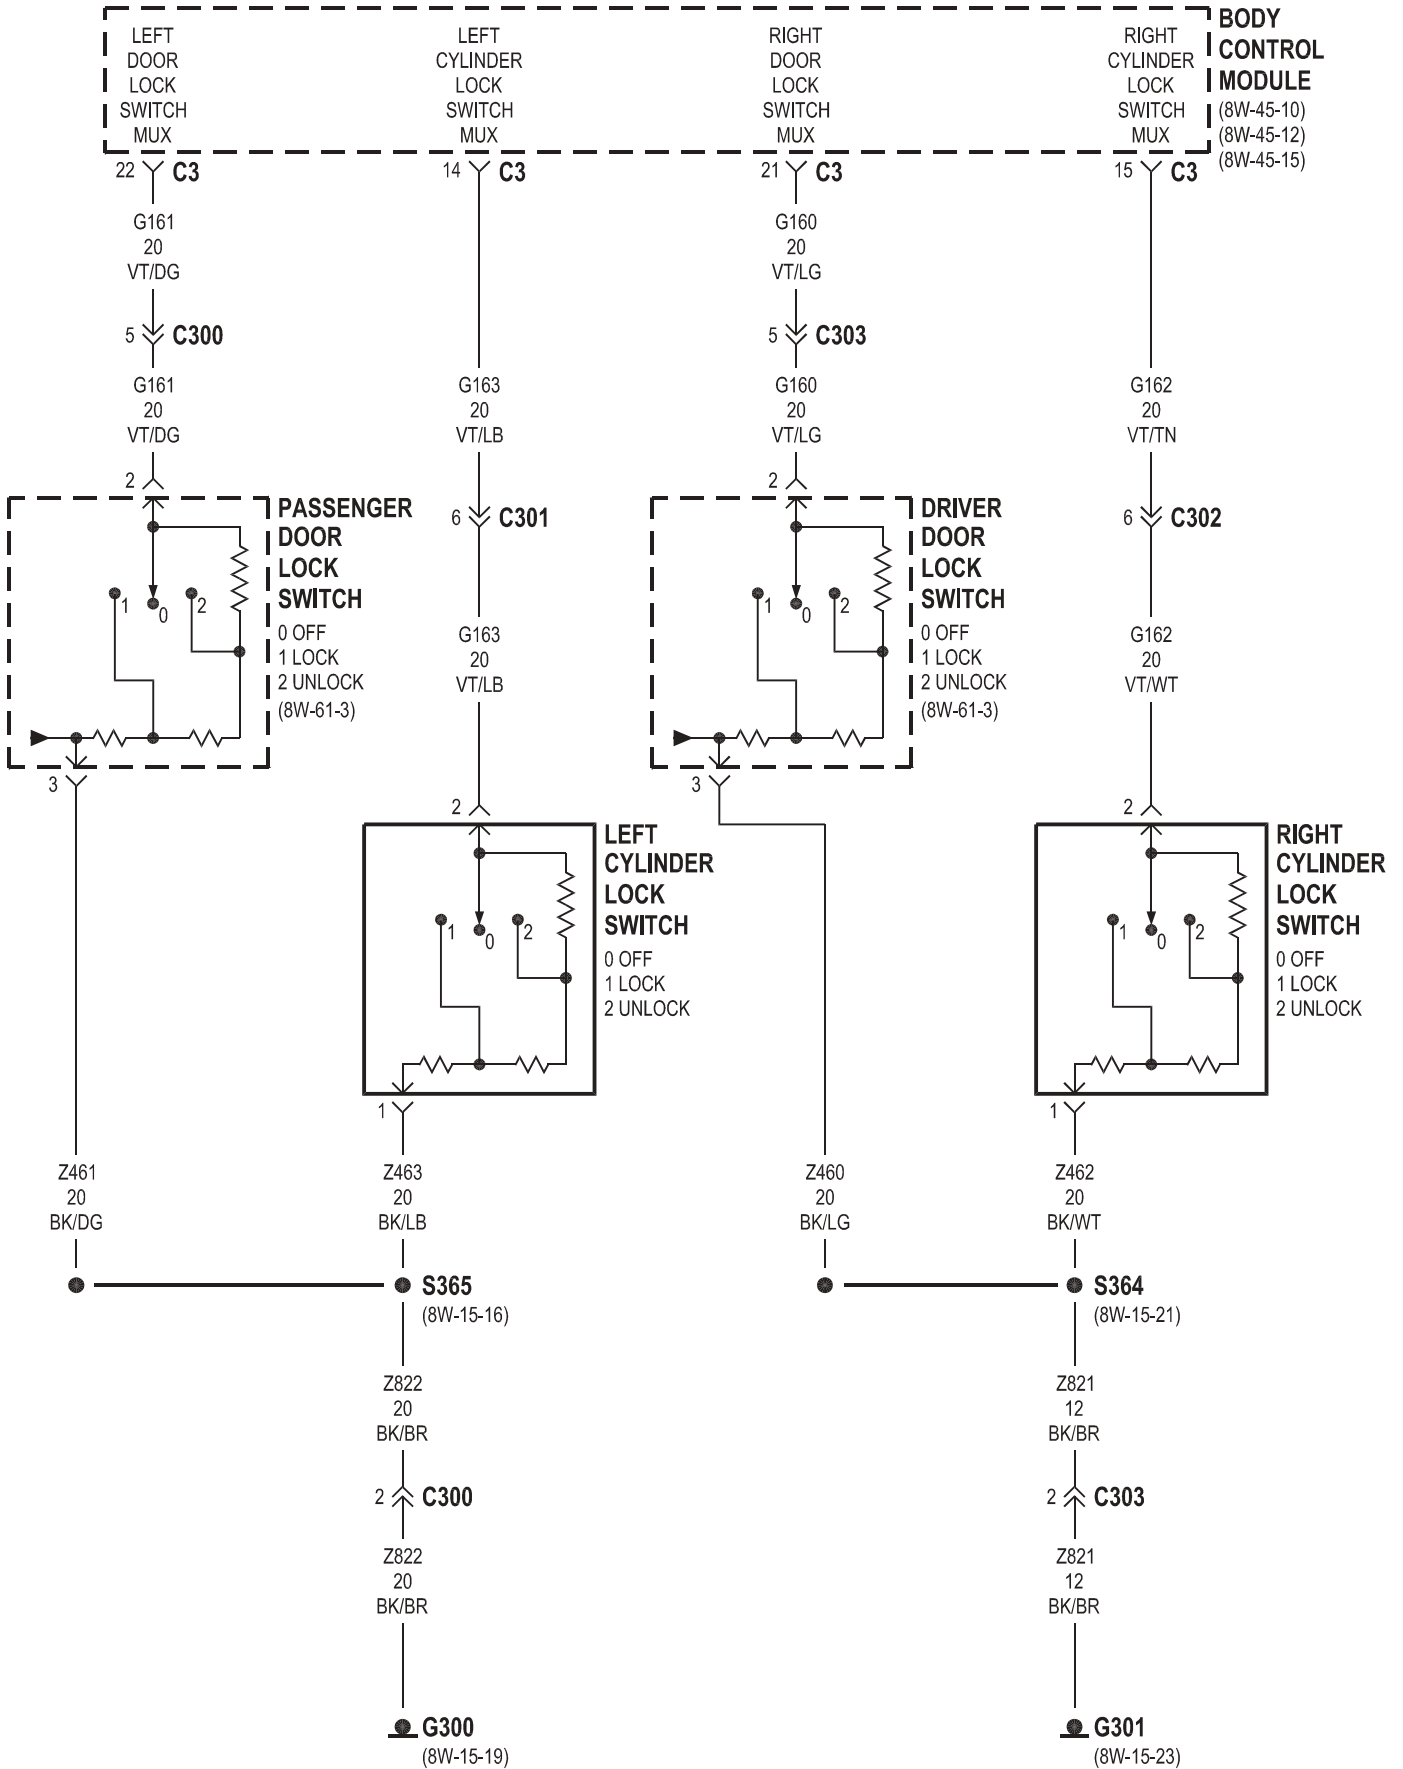 LEFT
DOOR
LOCK
SWITCH
MUX
LEFT
CYLINDER
LOCK
SWITCH
MUX
RIGHT
DOOR
LOCK
SWITCH
MUX
RIGHT
CYLINDER
LOCK
SWITCH
MUX
BODY
CONTROL
MODULE
(8W-45-10)
(8W-45-12)
(8W-45-15)
22 C3
14 C3
21 C3
15 C3
G161
20
VT/DG
G160
20
VT/LG
5 C300
5 C303
G161
20
VT/DG
G163
20
VT/LB
G160
20
VT/LG
G162
20
VT/TN
2
PASSENGER
DOOR
LOCK
SWITCH
0 OFF
1 LOCK
2 UNLOCK
(8W-61-3)
1
0
2
3
6 C301
2
DRIVER
DOOR
LOCK
SWITCH
0 OFF
1 LOCK
2 UNLOCK
(8W-61-3)
1
0
2
3
6 C302
G163
20
VT/LB
G162
20
VT/WT
2
LEFT
CYLINDER
LOCK
SWITCH
0 OFF
1 LOCK
2 UNLOCK
1
0
2
1
2
RIGHT
CYLINDER
LOCK
SWITCH
0 OFF
1 LOCK
2 UNLOCK
1
0
2
1
Z461
20
BK/DG
Z463
20
BK/LB
Z460
20
BK/LG
Z462
20
BK/WT
S365
(8W-15-16)
S364
(8W-15-21)
Z822
20
BK/BR
Z821
12
BK/BR
2 C300
2 C303
Z822
20
BK/BR
Z821
12
BK/BR
G300
(8W-15-19)
G301
(8W-15-23)